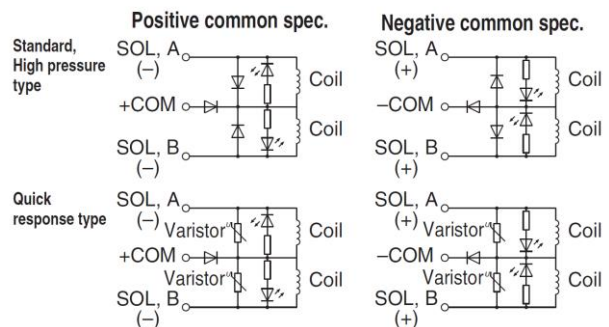 Positive common spec.
Negative common spec.
Standard,
High pressure
type
SOL, A
(−)
Coil
+COM
Coil
SOL, B
(−)
SOL, A
(+)
Coil
−COM
Coil
SOL, B
(+)
Quick
response type
SOL, A
(−)
Varistor
Coil
+COM
Varistor
Coil
SOL, B
(−)
SOL, A
(+)
Varistor
Coil
−COM
Varistor
Coil
SOL, B
(+)